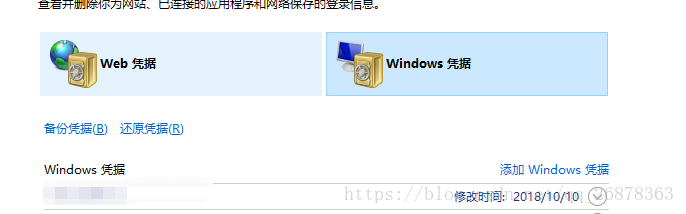 查看并删除你为网站、已连接的应用程序和网络保存的登录信息。
Web 凭据 Windows 凭据
备份凭据(B) 还原凭据(R)
Windows 凭据 添加 Windows 凭据
修改时间: 2018/10/10